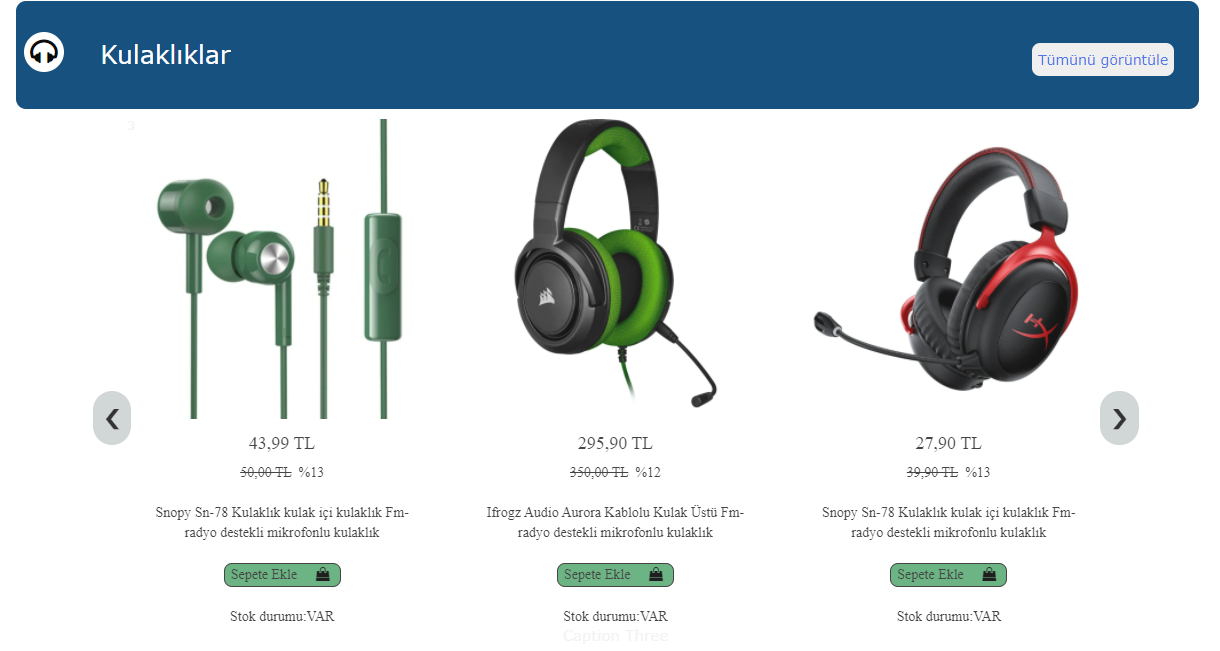 Kulaklıklar
Tümünü görüntüle
3
❮
❯
43,99 TL
50,00 TL %13
Snopy Sn-78 Kulaklık kulak içi kulaklık Fm-
radyo destekli mikrofonlu kulaklık
Sepete Ekle
Stok durumu:VAR
295,90 TL
350,00 TL %12
Ifrogz Audio Aurora Kablolu Kulak Üstü Fm-
radyo destekli mikrofonlu kulaklık
Sepete Ekle
Stok durumu:VAR
27,90 TL
39,90 TL %13
Snopy Sn-78 Kulaklık kulak içi kulaklık Fm-
radyo destekli mikrofonlu kulaklık
Sepete Ekle
Stok durumu:VAR
Caption Three